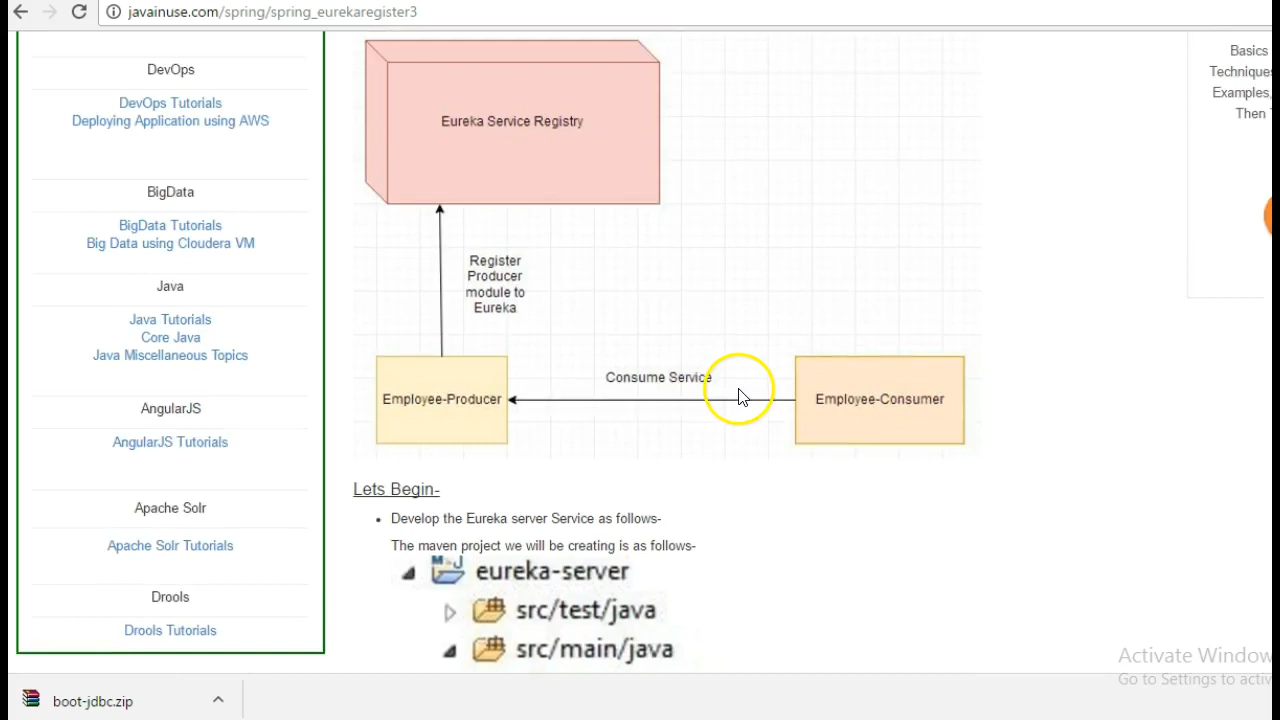 javainuse.com/spring/spring_eurekaregister3
DevOps
DevOps Tutorials
Deploying Application using AWS
BigData
BigData Tutorials
Big Data using Cloudera VM
Java
Java Tutorials
Core Java
Java Miscellaneous Topics
AngularJS
AngularJS Tutorials
Apache Solr
Apache Solr Tutorials
Drools
Drools Tutorials
Eureka Service Registry
Register
Producer
module to
Eureka
Employee-Producer
Consume Service
Employee-Consumer
Lets Begin-
• Develop the Eureka server Service as follows-
The maven project we will be creating is as follows-
eureka-server
src/test/java
src/main/java
Basics
Techniques
Examples,
Then
Activate Window
Go to Settings to activ
boot-jdbc.zip